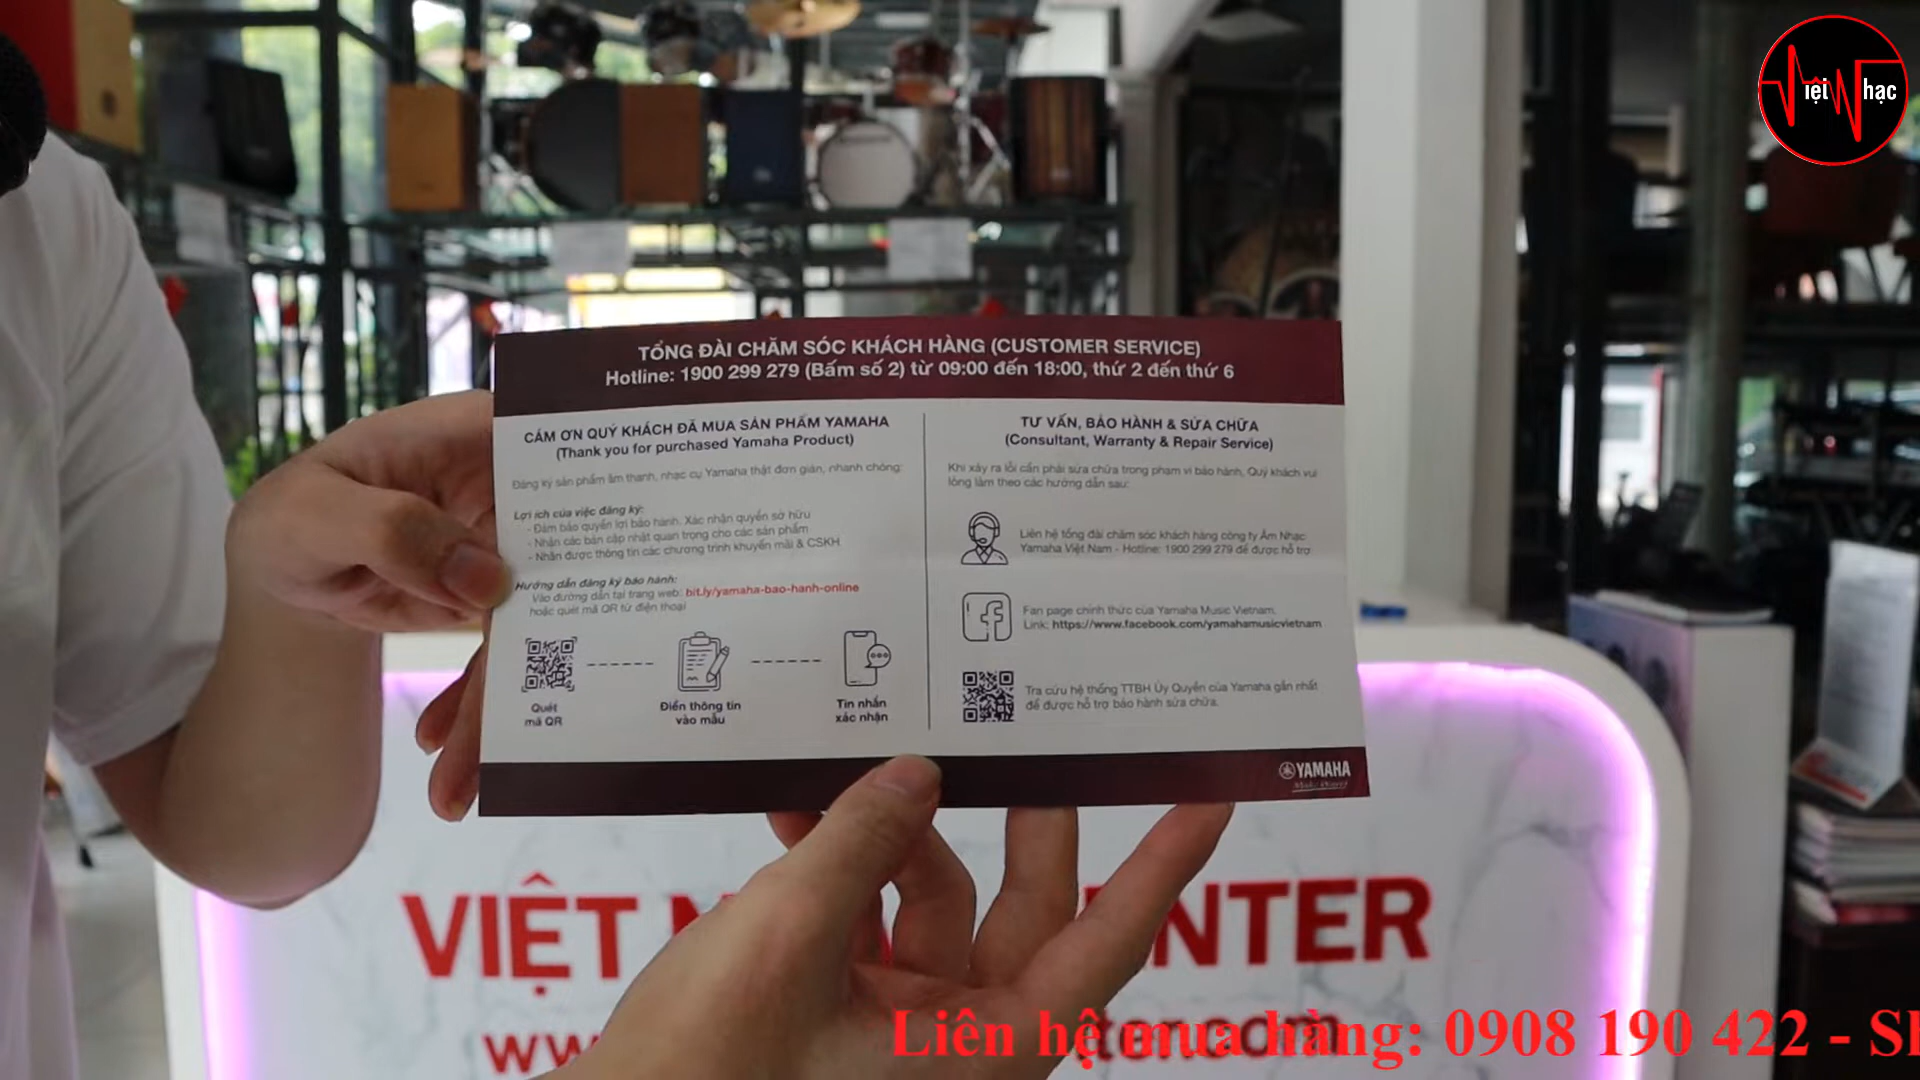 Việt Nhạc
TỔNG ĐÀI CHĂM SÓC KHÁCH HÀNG (CUSTOMER SERVICE)
Hotline: 1900 299 279 (Bấm số 2) từ 09:00 đến 18:00, thứ 2 đến thứ 6
CẢM ƠN QUÝ KHÁCH ĐÃ MUA SẢN PHẨM YAMAHA
(Thank you for purchased Yamaha Product)
Đăng ký sản phẩm âm thanh, nhạc cụ Yamaha thật đơn giản, nhanh chóng:
Lợi ích của việc đăng ký:
- Đảm bảo quyền lợi bảo hành. Xác nhận quyền sở hữu
- Nhận các bản cập nhật quan trọng cho các sản phẩm
- Nhận được thông tin các chương trình khuyến mãi & CSKH
Hướng dẫn đăng ký bảo hành:
Vào đường dẫn tại trang web: bit.ly/yamaha-bao-hanh-online
hoặc quét mã QR từ điện thoại
Quét
mã QR
Điền thông tin
vào mẫu
Tin nhắn
xác nhận
TƯ VẤN, BẢO HÀNH & SỬA CHỮA
(Consultant, Warranty & Repair Service)
Khi xảy ra lỗi cần phải sửa chữa trong phạm vi bảo hành, Quý khách vui
lòng làm theo các hướng dẫn sau:
Liên hệ tổng đài chăm sóc khách hàng công ty Âm Nhạc
Yamaha Việt Nam - Hotline: 1900 299 279 để được hỗ trợ
Fan page chính thức của Yamaha Music Vietnam.
Link: https://www.facebook.com/yamahamusicvietnam
Tra cứu hệ thống TTBH Ủy Quyền của Yamaha gần nhất
để được hỗ trợ bảo hành sửa chữa.
YAMAHA
VIỆT
NTER
Liên hệ mua hàng: 0908 190 422 -